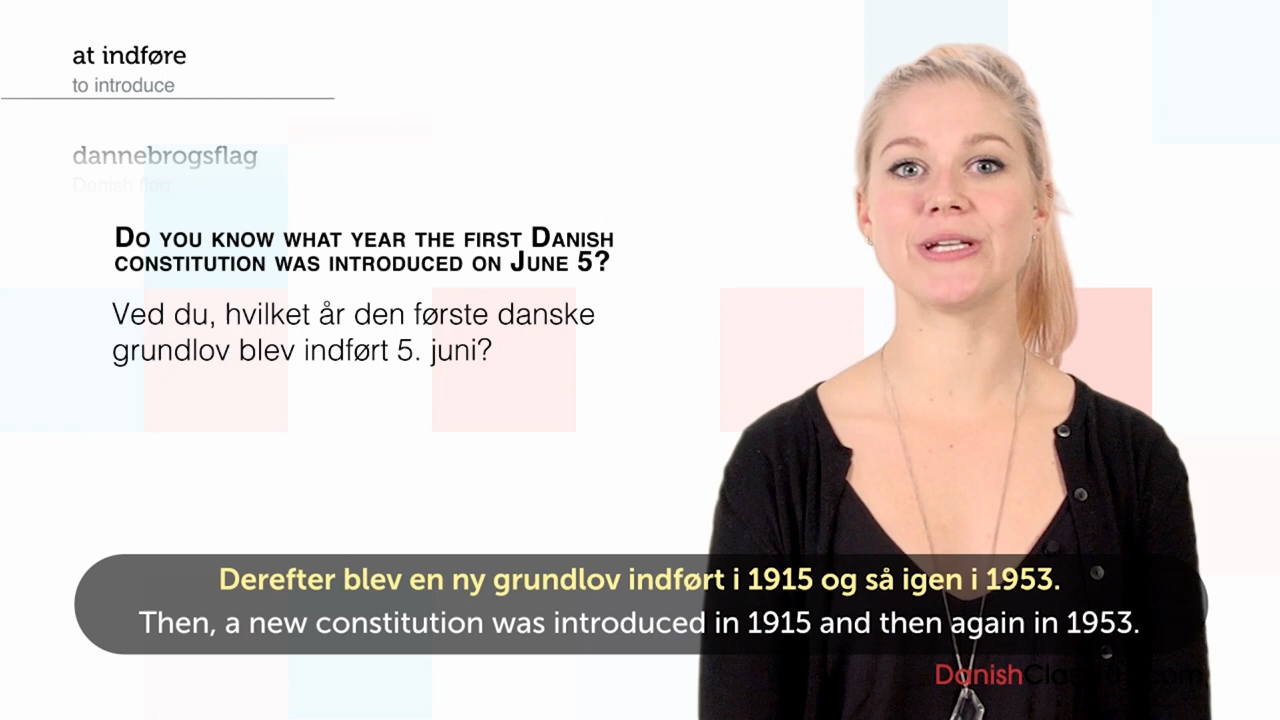 at indføre
to introduce
dannebrogsflag
Danish flag
Do you know what year the first Danish
constitution was introduced on June 5?
Ved du, hvilket år den første danske
grundlov blev indført 5. juni?
Derefter blev en ny grundlov indført i 1915 og så igen i 1953.
Then, a new constitution was introduced in 1915 and then again in 1953.